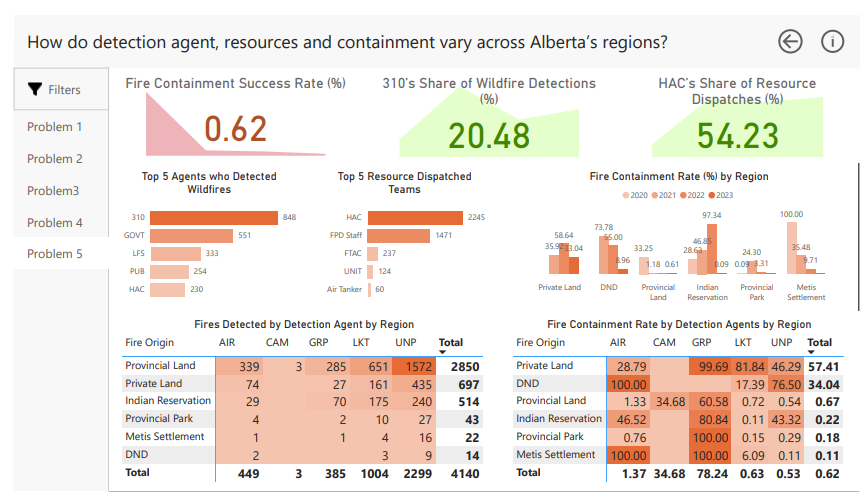 How do detection agent, resources and containment vary across Alberta's regions?
Filters
Problem 1
Problem 2
Problem3
Problem 4
Problem 5
Fire Containment Success Rate (%)
0.62
310's Share of Wildfire Detections
(%)
20.48
HAC's Share of Resource
Dispatches (%)
54.23
Top 5 Agents who Detected
Wildfires
310 848
GOVT 551
LFS 333
PUB 254
HAC 230
Top 5 Resource Dispatched
Teams
HAC 2245
FPD Staff 1471
FTAC 237
UNIT 124
Air Tanker 60
Fire Containment Rate (%) by Region
2020 2021 2022 2023
35.92 58.64 33.04
73.78 55.00 8.96
33.25 1.18 0.61
28.63 46.85 97.34 0.09
0.09 24.30 3.31
100.00 35.48 9.71
Private Land DND Provincial Land Indian Reservation Provincial Park Metis Settlement
Fires Detected by Detection Agent by Region
Fire Origin AIR CAM GRP LKT UNP Total
Provincial Land 339 3 285 651 1572 2850
Private Land 74 27 161 435 697
Indian Reservation 29 70 175 240 514
Provincial Park 4 2 10 27 43
Metis Settlement 1 1 4 16 22
DND 2 3 9 14
Total 449 3 385 1004 2299 4140
Fire Containment Rate by Detection Agents by Region
Fire Origin AIR CAM GRP LKT UNP Total
Private Land 28.79 99.69 81.84 46.29 57.41
DND 100.00 17.39 76.50 34.04
Provincial Land 1.33 34.68 60.58 0.72 0.54 0.67
Indian Reservation 46.52 80.84 0.11 43.32 0.22
Provincial Park 0.76 100.00 0.15 0.29 0.18
Metis Settlement 100.00 100.00 6.09 0.11 0.11
Total 1.37 34.68 78.24 0.63 0.53 0.62